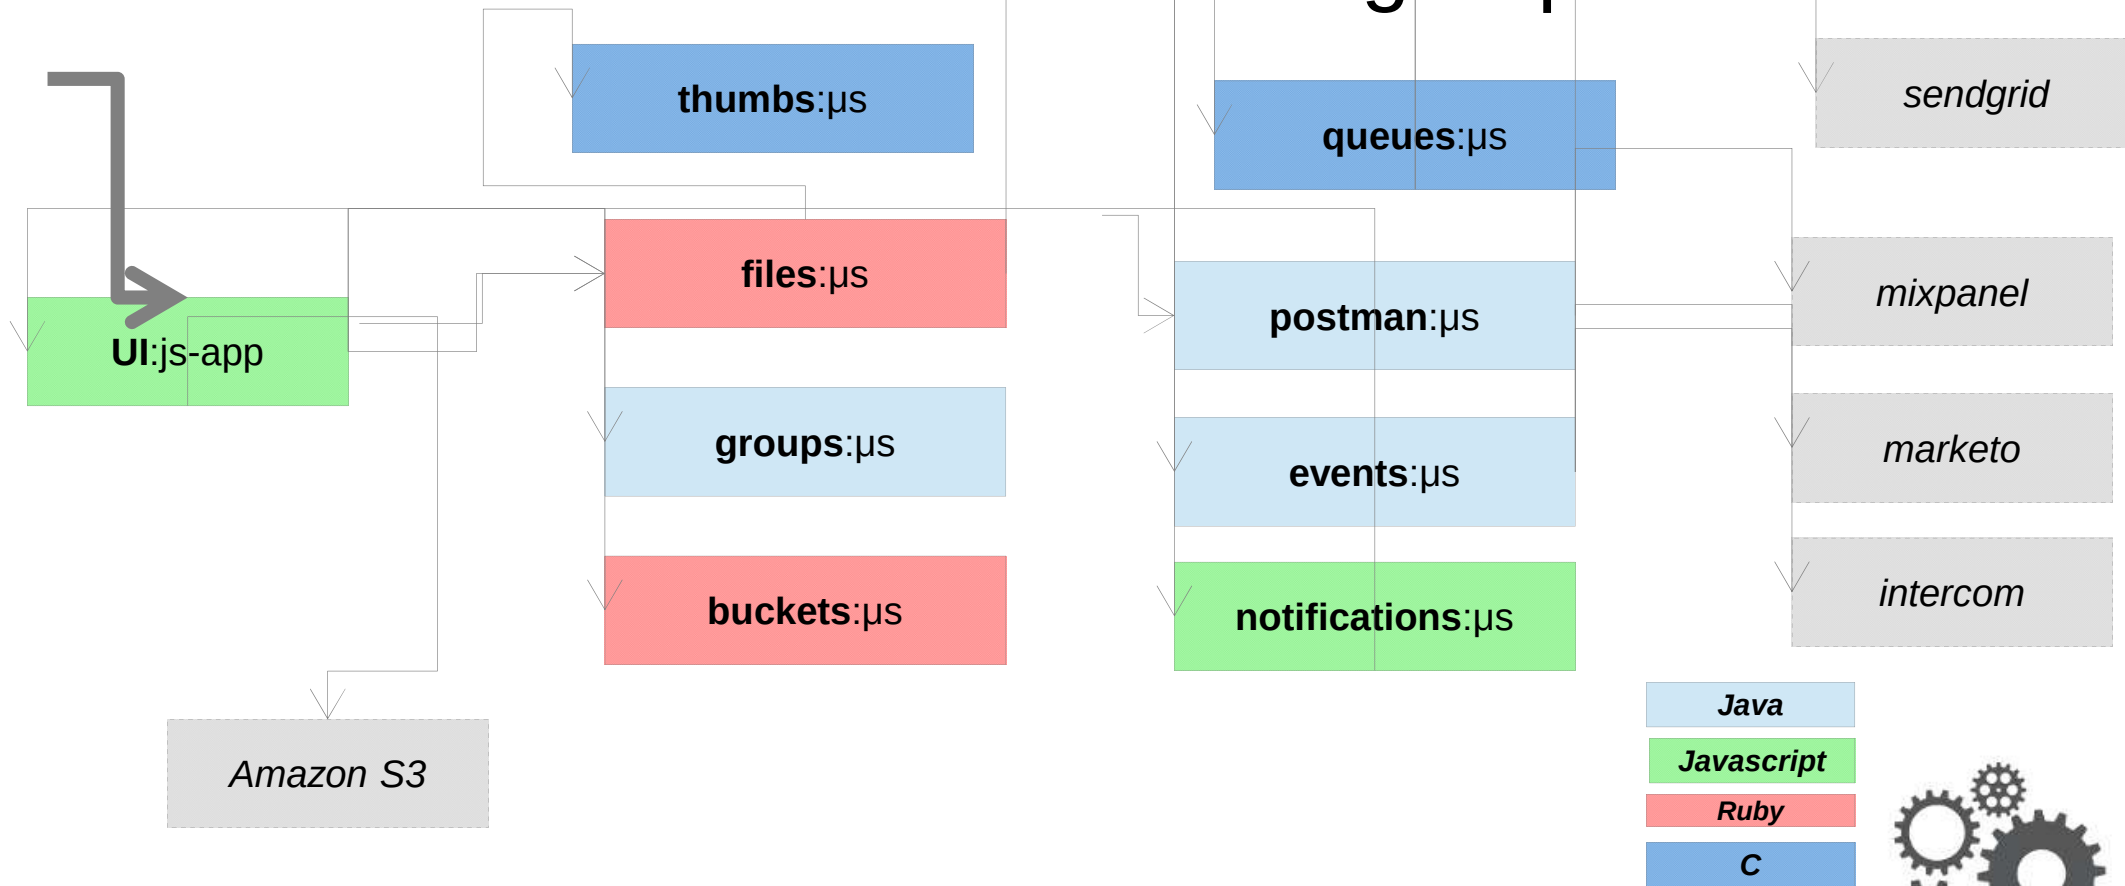 thumbs:μs
sendgrid
queues:μs
files:μs
mixpanel
postman:μs
UI:js-app
groups:μs
marketo
events:μs
buckets:μs
notifications:μs
intercom
Java
Amazon S3
Javascript
Ruby
C